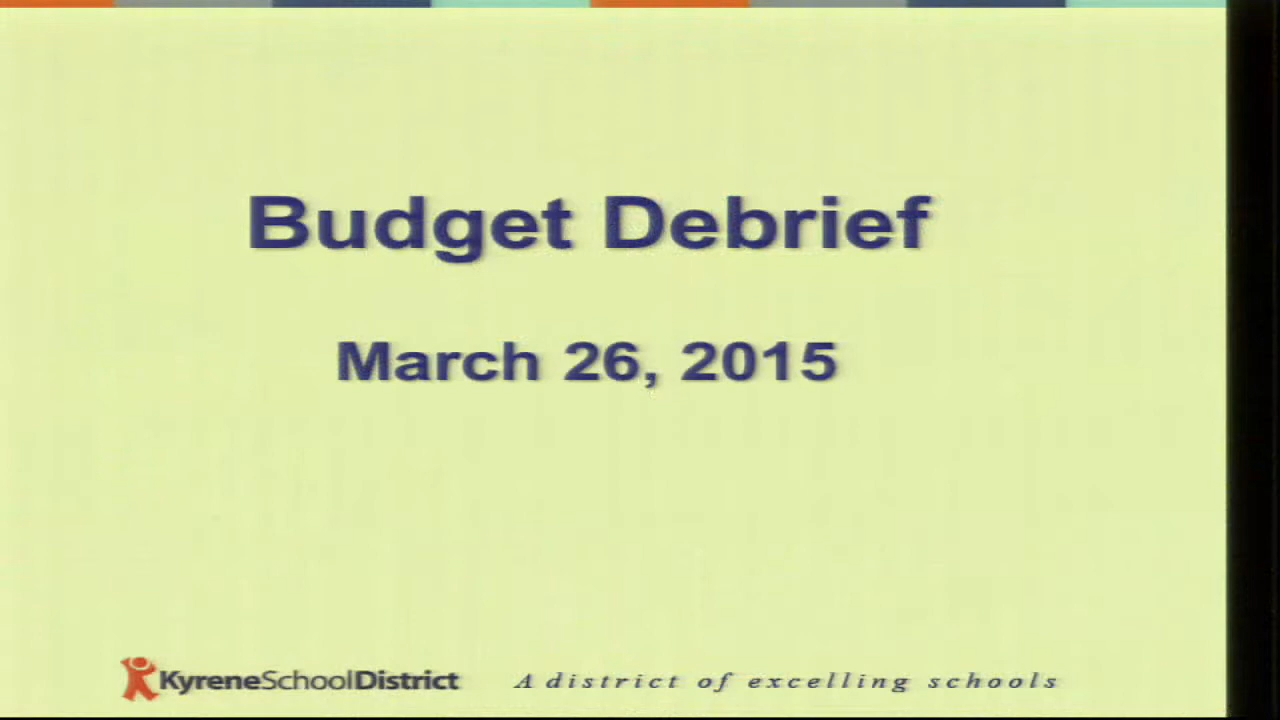 Budget Debrief
March 26, 2015
KyreneSchoolDistrict A district of excelling schools